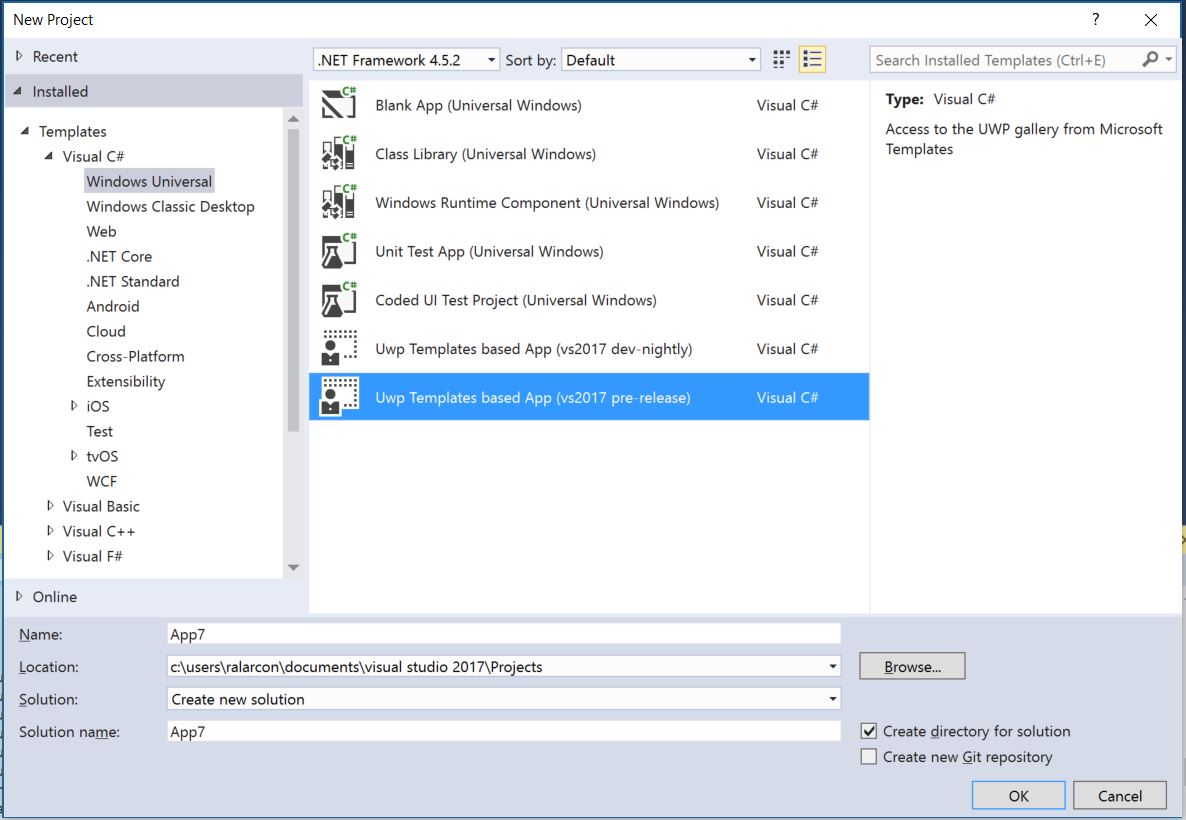 New Project
?
Recent
.NET Framework 4.5.2
Sort by:
Default
Search Installed Templates (Ctrl+E)
Installed
Templates
Visual C#
Windows Universal
Windows Classic Desktop
Web
.NET Core
.NET Standard
Android
Cloud
Cross-Platform
Extensibility
iOS
Test
tvOS
WCF
Visual Basic
Visual C++
Visual F#
Online
C# Blank App (Universal Windows) Visual C#
C# Class Library (Universal Windows) Visual C#
C# Windows Runtime Component (Universal Windows) Visual C#
C# Unit Test App (Universal Windows) Visual C#
C# Coded UI Test Project (Universal Windows) Visual C#
Uwp Templates based App (vs2017 dev-nightly) Visual C#
Uwp Templates based App (vs2017 pre-release) Visual C#
Type: Visual C#
Access to the UWP gallery from Microsoft
Templates
Name: App7
Location: c:\users\ralarcon\documents\visual studio 2017\Projects
Browse...
Solution: Create new solution
Solution name: App7
Create directory for solution
Create new Git repository
OK
Cancel